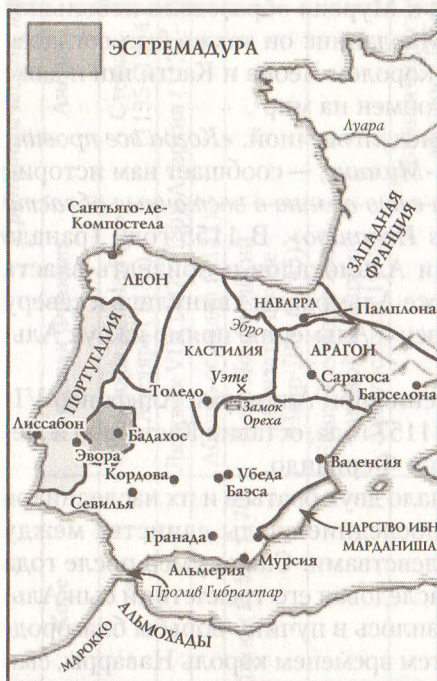 ЭСТРЕМАДУРА
Луара
ЗАПАДНАЯ
ФРАНЦИЯ
Сантьяго-де-
Компостела
ЛЕОН
НАВАРРА
Памплона
Эбро
КАСТИЛИЯ
АРАГОН
ПОРТУГАЛИЯ
Уэте
Толедо
Сарагоса
Барселона
Замок
Ореха
Лиссабон
Эвора
Бадахос
Валенсия
Кордова
Убеда
Баэса
Севилья
Гранада
ЦАРСТВО ИБН
МАРДАНИША
Альмерия
Мурсия
Пролив Гибралтар
МАРОККО
АЛЬМОХАДЫ